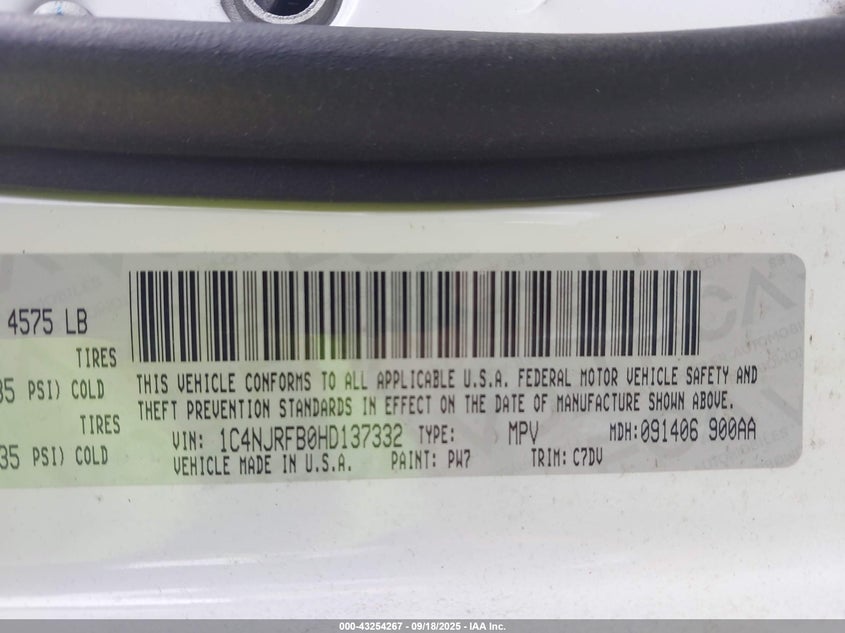 4575 LB
TIRES
35 PSI) COLD
TIRES
35 PSI) COLD
THIS VEHICLE CONFORMS TO ALL APPLICABLE U.S.A. FEDERAL MOTOR VEHICLE SAFETY AND
THEFT PREVENTION STANDARDS IN EFFECT ON THE DATE OF MANUFACTURE SHOWN ABOVE.
VIN: 1C4NJRFB0HD137332 TYPE: MPV MDH:091406 900AA
VEHICLE MADE IN U.S.A. PAINT: PW7 TRIM: C7DV
000-43254267 - 09/18/2025 - IAA Inc.